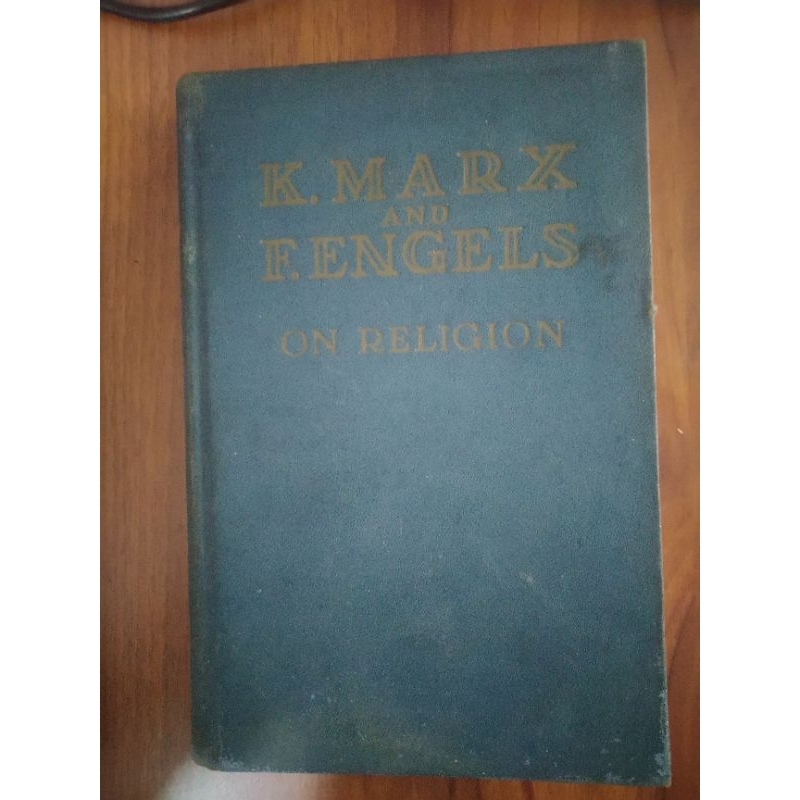 K. MARX
AND
F. ENGELS
ON RELIGION